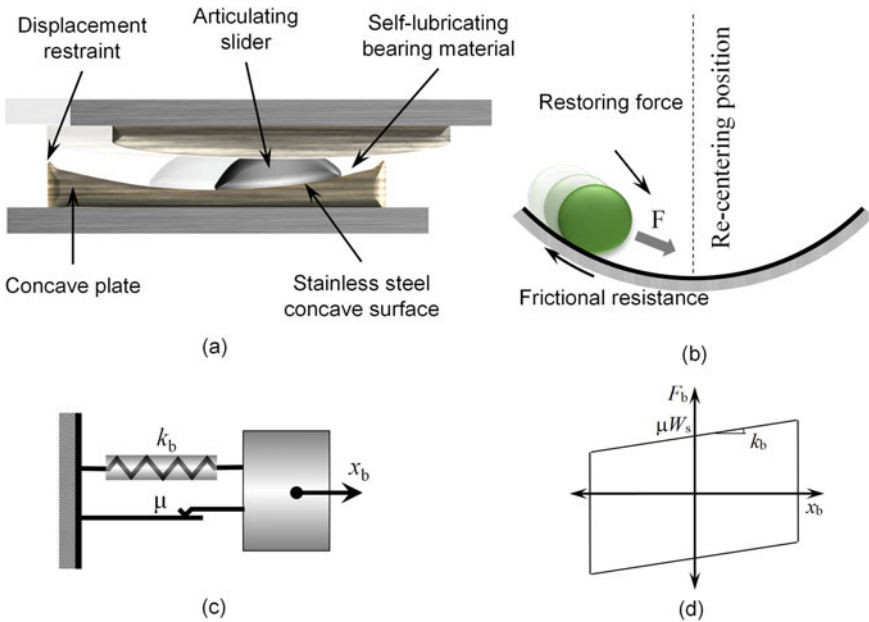 Displacement
restraint
Articulating
slider
Self-lubricating
bearing material
Concave plate
Stainless steel
concave surface
(a)
Restoring force
Re-centering position
F
Frictional resistance
(b)
k_b
x_b
μ
(c)
F_b
μW_s
k_b
x_b
(d)